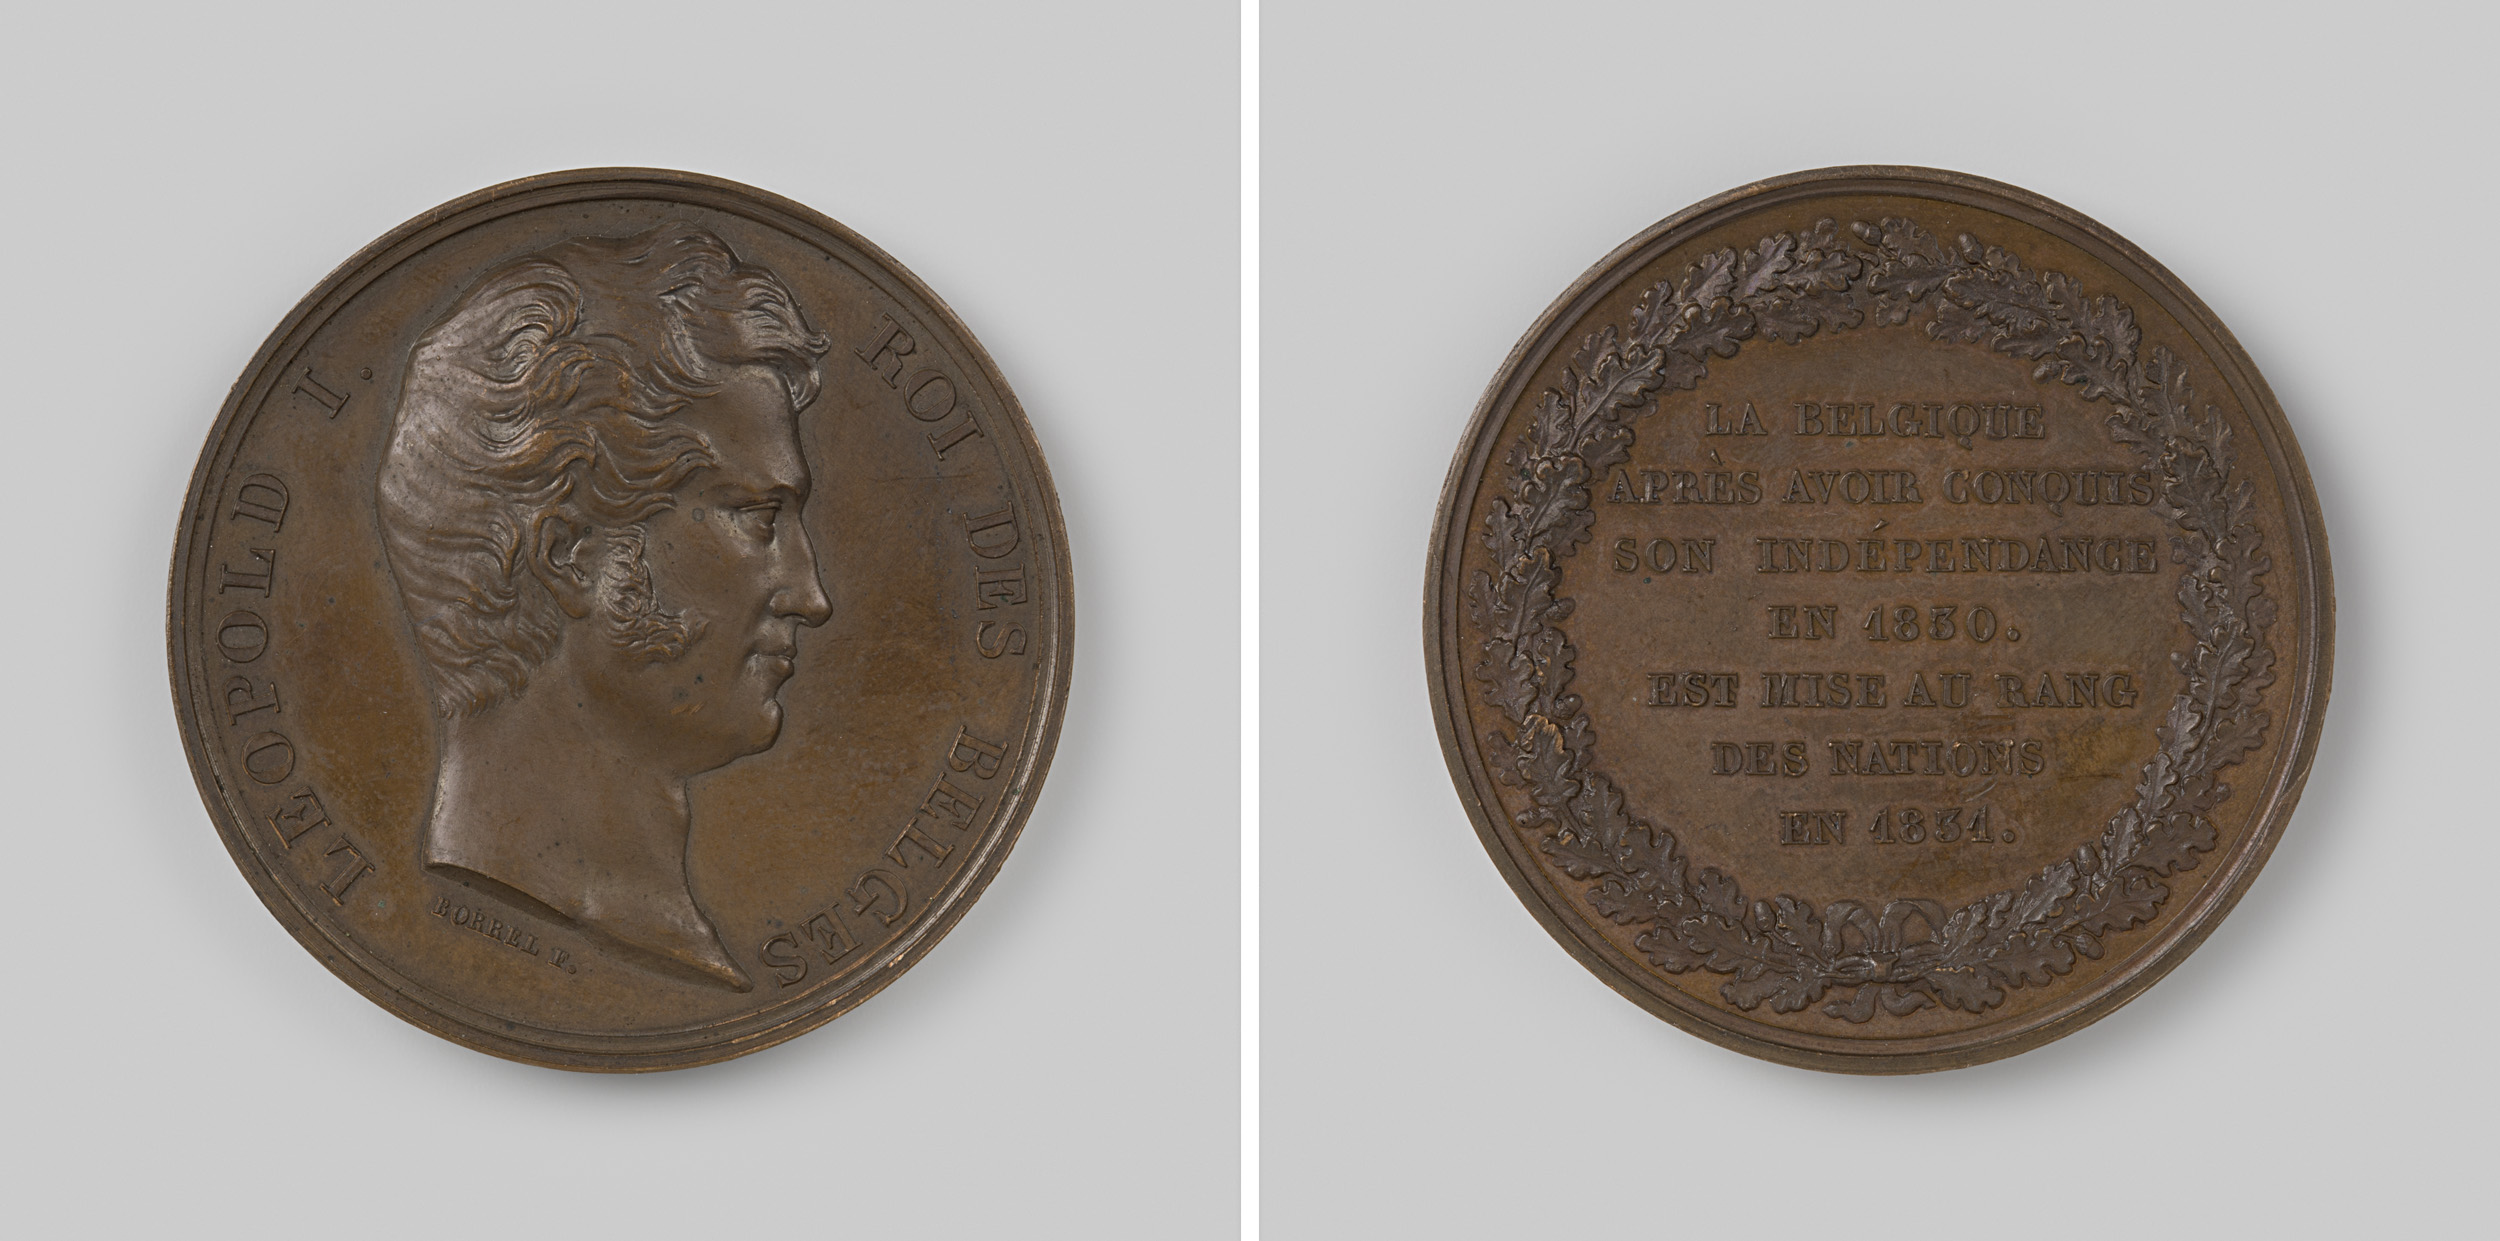 LEOPOLD I. ROI DES BELGES
BORREL F.
LA BELGIQUE
APRÈS AVOIR CONQUIS
SON INDÉPENDANCE
EN 1830.
EST MISE AU RANG
DES NATIONS
EN 1831.